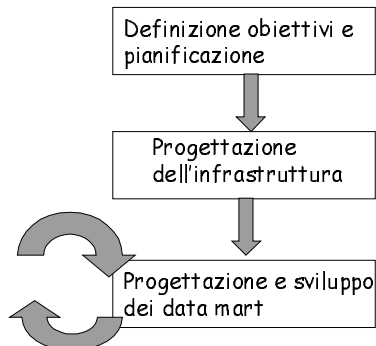 Definizione obiettivi e
pianificazione
Progettazione
dell'infrastruttura
Progettazione e sviluppo
dei data mart